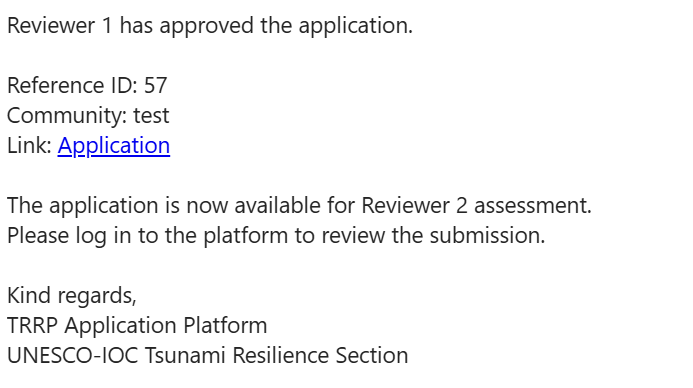 Reviewer 1 has approved the application.
Reference ID: 57
Community: test
Link: Application
The application is now available for Reviewer 2 assessment.
Please log in to the platform to review the submission.
Kind regards,
TRRP Application Platform
UNESCO-IOC Tsunami Resilience Section